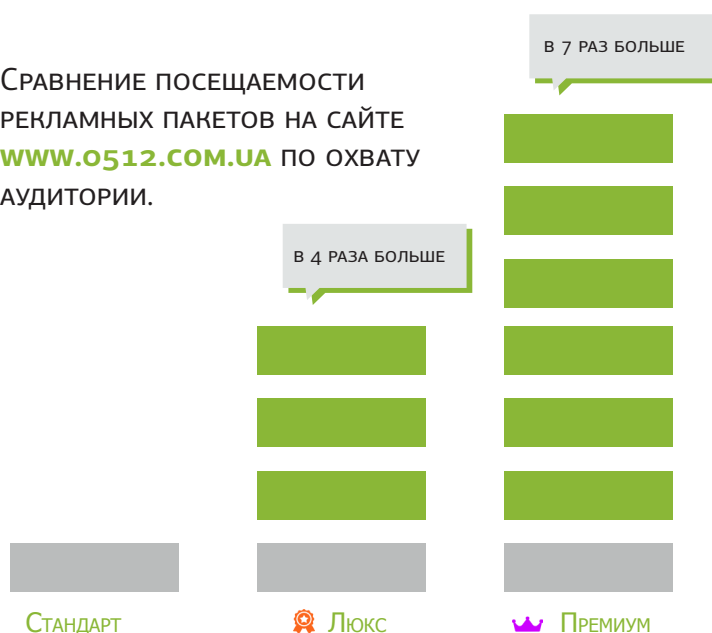 Сравнение посещаемости
рекламных пакетов на сайте
www.0512.com.ua по охвату
аудитории.
в 7 раз больше
в 4 раза больше
Стандарт
Люкс
Премиум